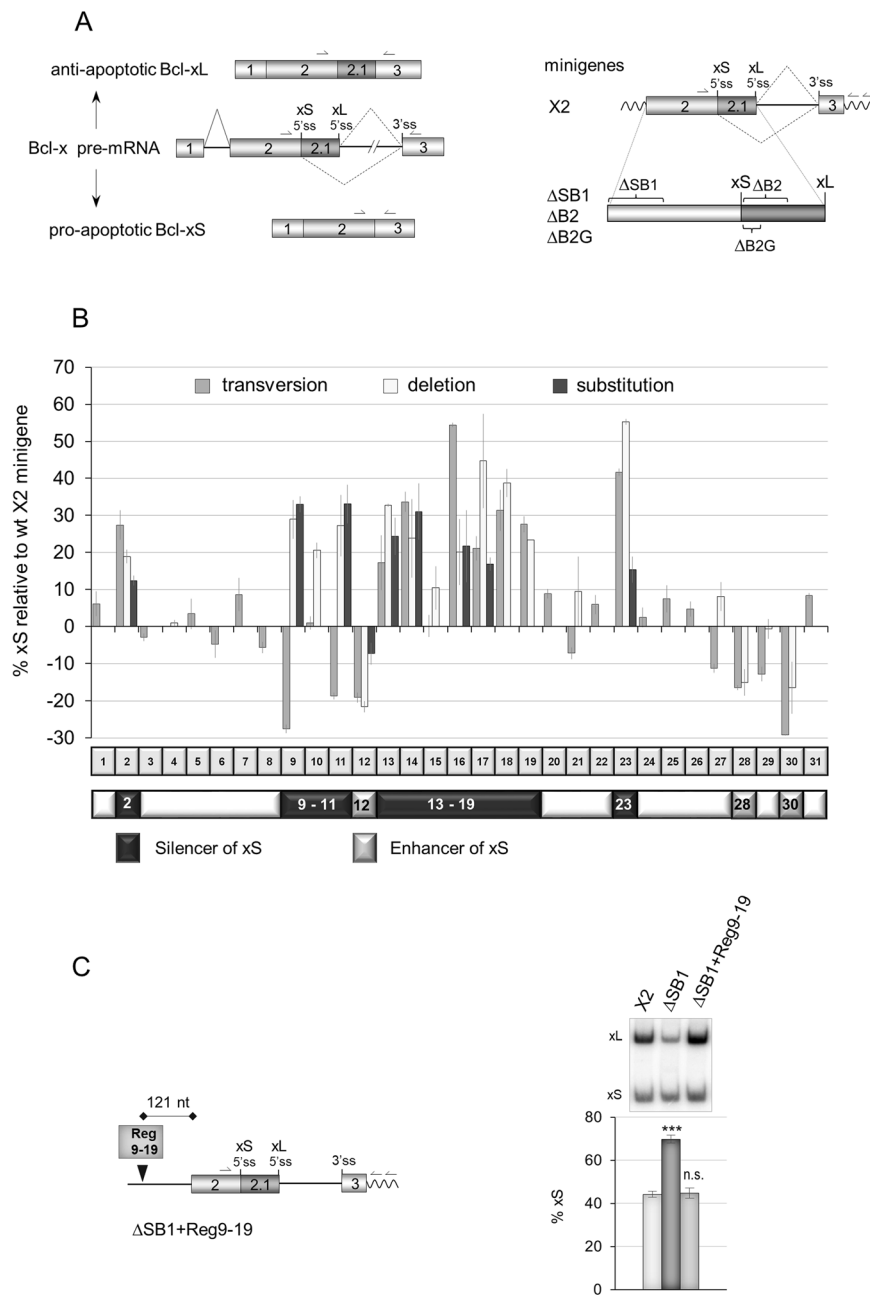 A
anti-apoptotic Bcl-xL
1 2 2.1 3
xS xL
5'ss 5'ss 3'ss
Bcl-x pre-mRNA
1 2 2.1 3
pro-apoptotic Bcl-xS
1 2 3
minigenes
xS xL
5'ss 5'ss 3'ss
X2
2 2.1 3
ΔSB1 xS ΔB2 xL
ΔSB1
ΔB2
ΔB2G
ΔB2G
B
% xS relative to wt X2 minigene
70
60
50
40
30
20
10
0
-10
-20
-30
transversion deletion substitution
1 2 3 4 5 6 7 8 9 10 11 12 13 14 15 16 17 18 19 20 21 22 23 24 25 26 27 28 29 30 31
2 9 - 11 12 13 - 19 23 28 30
Silencer of xS Enhancer of xS
C
121 nt
Reg
9-19
xS xL
5'ss 5'ss 3'ss
2 2.1 3
ΔSB1+Reg9-19
X2 ΔSB1 ΔSB1+Reg9-19
xL
xS
% xS
80
60
40
20
0
***
n.s.